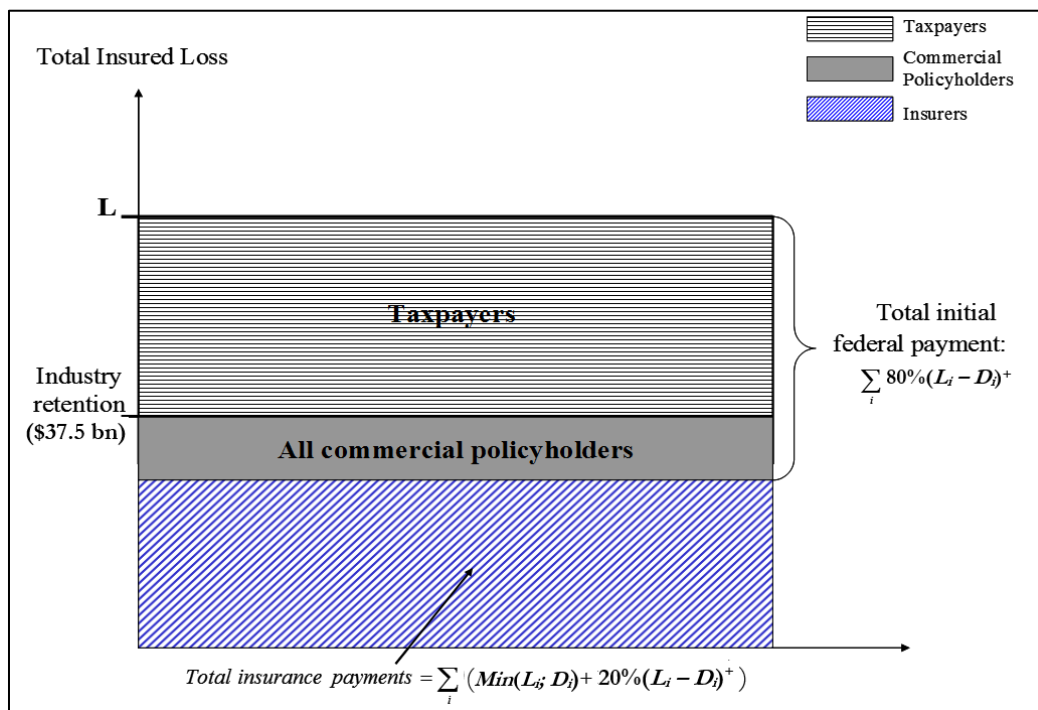 Taxpayers
Commercial
Policyholders
Insurers
Total Insured Loss
L
Taxpayers
Total initial
federal payment:
∑ 80%(Lᵢ – Dᵢ)⁺
i
Industry
retention
($37.5 bn)
All commercial policyholders
Total insurance payments = ∑ (Min(Lᵢ; Dᵢ)+ 20%(Lᵢ – Dᵢ)⁺)
i